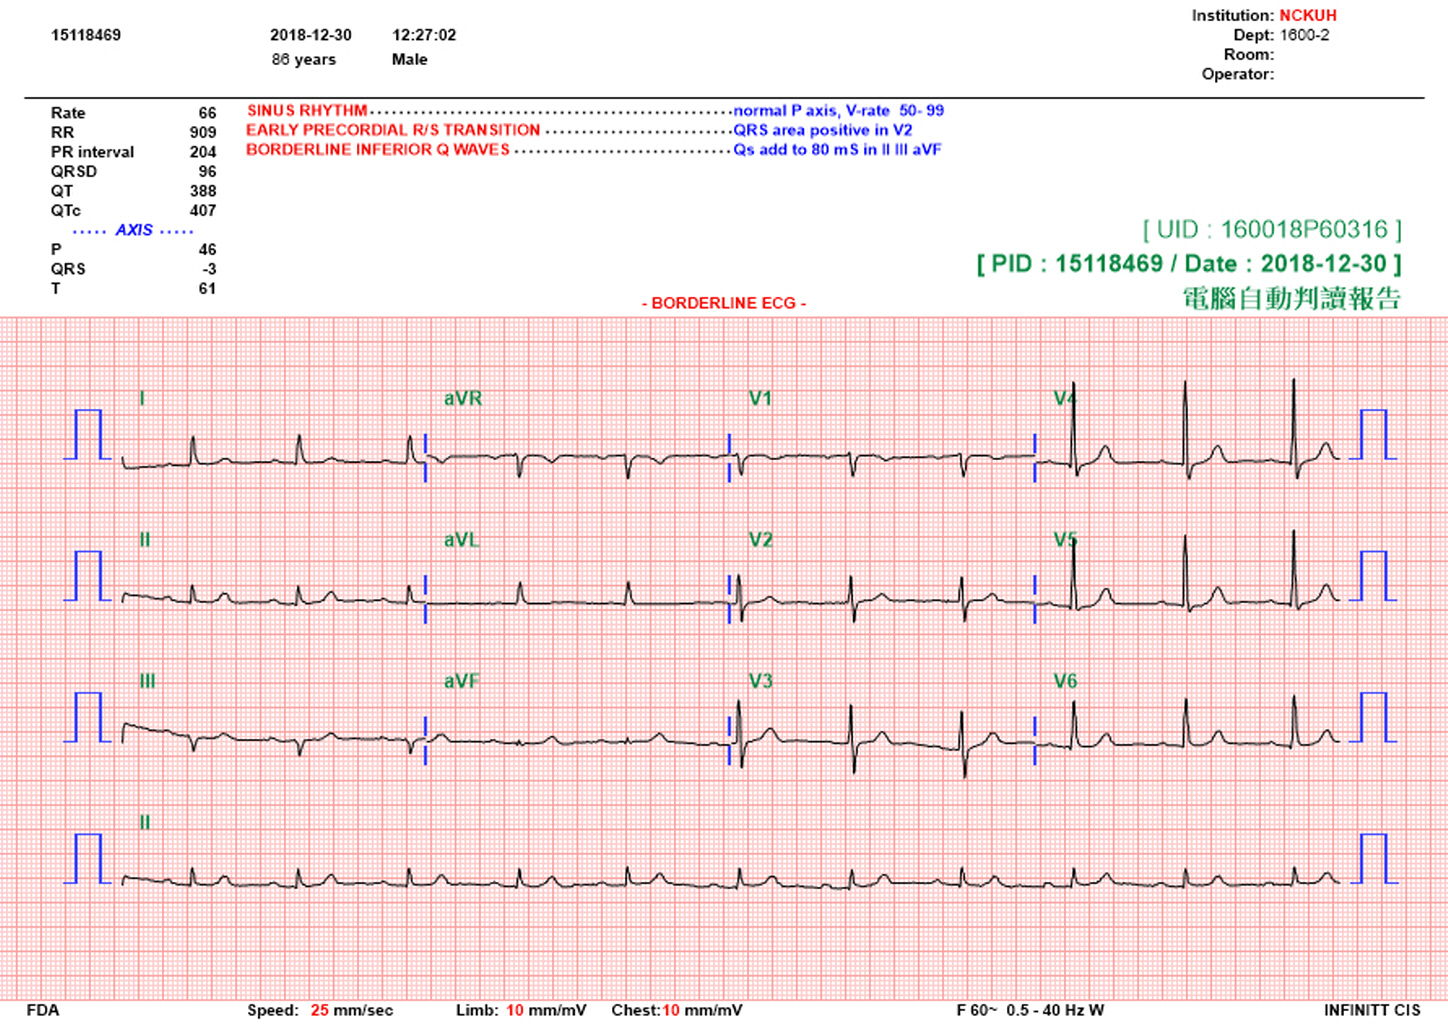 Institution: NCKUH
15118469 2018-12-30 12:27:02 Dept: 1600-2
86 years Male Room:
Operator:
Rate 66 SINUS RHYTHM normal P axis, V-rate 50- 99
RR 909 EARLY PRECORDIAL R/S TRANSITION QRS area positive in V2
PR interval 204 BORDERLINE INFERIOR Q WAVES Qs add to 80 mS in II III aVF
QRSD 96
QT 388
QTc 407
AXIS
P 46
QRS -3
T 61
[ UID : 160018P60316 ]
[ PID : 15118469 / Date : 2018-12-30 ]
電腦自動判讀報告
- BORDERLINE ECG -
I aVR V1 V4
II aVL V2 V5
III aVF V3 V6
II
FDA Speed: 25 mm/sec Limb: 10 mm/mV Chest:10 mm/mV F 60~ 0.5 - 40 Hz W INFINITT CIS